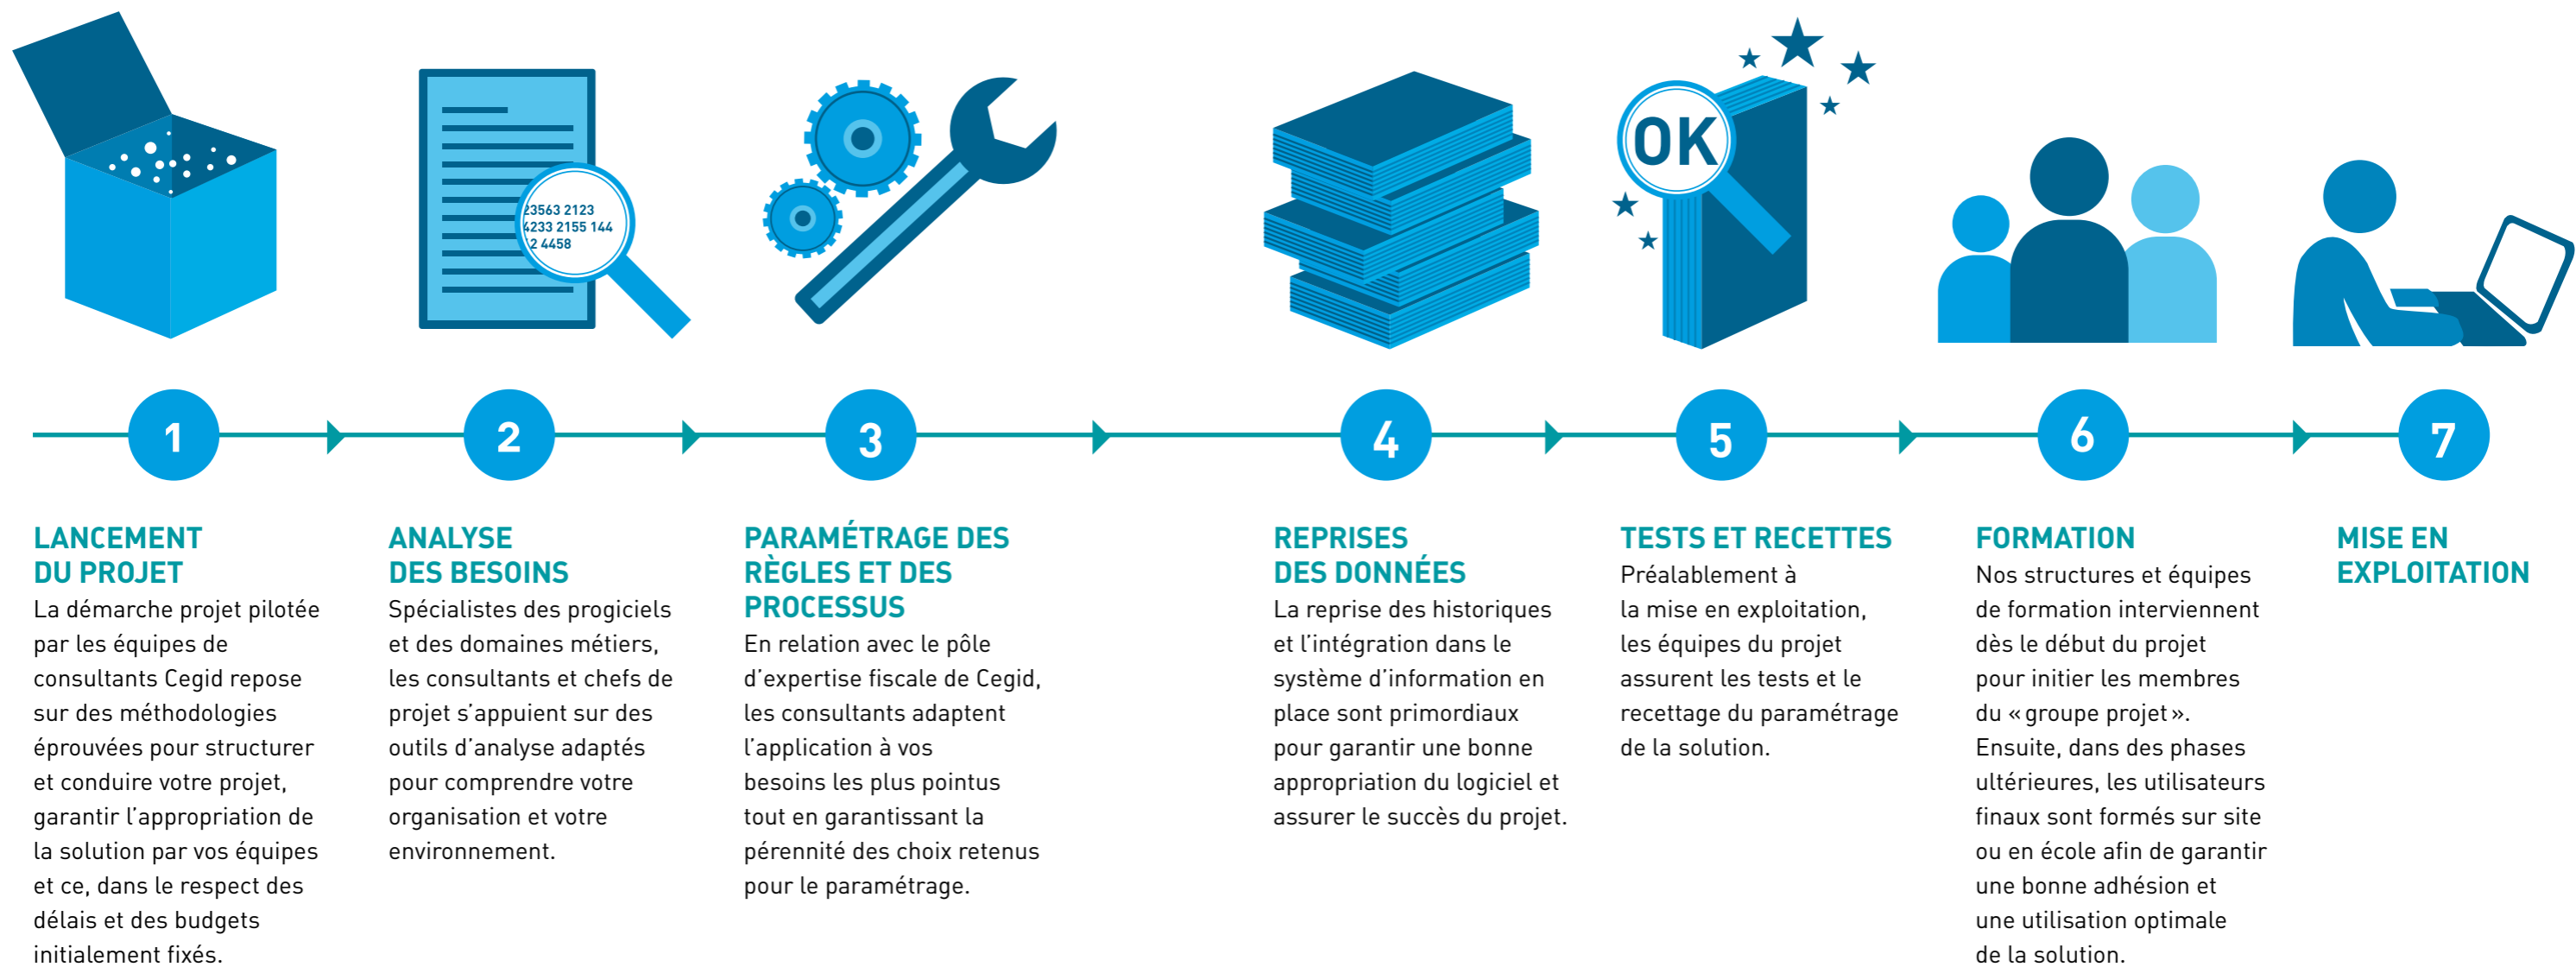 23563 2123
4233 2155 144
2 4458
OK
1
2
3
4
5
6
7
LANCEMENT
DU PROJET
La démarche projet pilotée
par les équipes de
consultants Cegid repose
sur des méthodologies
éprouvées pour structurer
et conduire votre projet,
garantir l’appropriation de
la solution par vos équipes
et ce, dans le respect des
délais et des budgets
initialement fixés.
ANALYSE
DES BESOINS
Spécialistes des progiciels
et des domaines métiers,
les consultants et chefs de
projet s’appuient sur des
outils d’analyse adaptés
pour comprendre votre
organisation et votre
environnement.
PARAMÉTRAGE DES
RÈGLES ET DES
PROCESSUS
En relation avec le pôle
d’expertise fiscale de Cegid,
les consultants adaptent
l’application à vos
besoins les plus pointus
tout en garantissant la
pérennité des choix retenus
pour le paramétrage.
REPRISES
DES DONNÉES
La reprise des historiques
et l’intégration dans le
système d’information en
place sont primordiaux
pour garantir une bonne
appropriation du logiciel et
assurer le succès du projet.
TESTS ET RECETTES
Préalablement à
la mise en exploitation,
les équipes du projet
assurent les tests et le
recettage du paramétrage
de la solution.
FORMATION
Nos structures et équipes
de formation interviennent
dès le début du projet
pour initier les membres
du « groupe projet ».
Ensuite, dans des phases
ultérieures, les utilisateurs
finaux sont formés sur site
ou en école afin de garantir
une bonne adhésion et
une utilisation optimale
de la solution.
MISE EN
EXPLOITATION